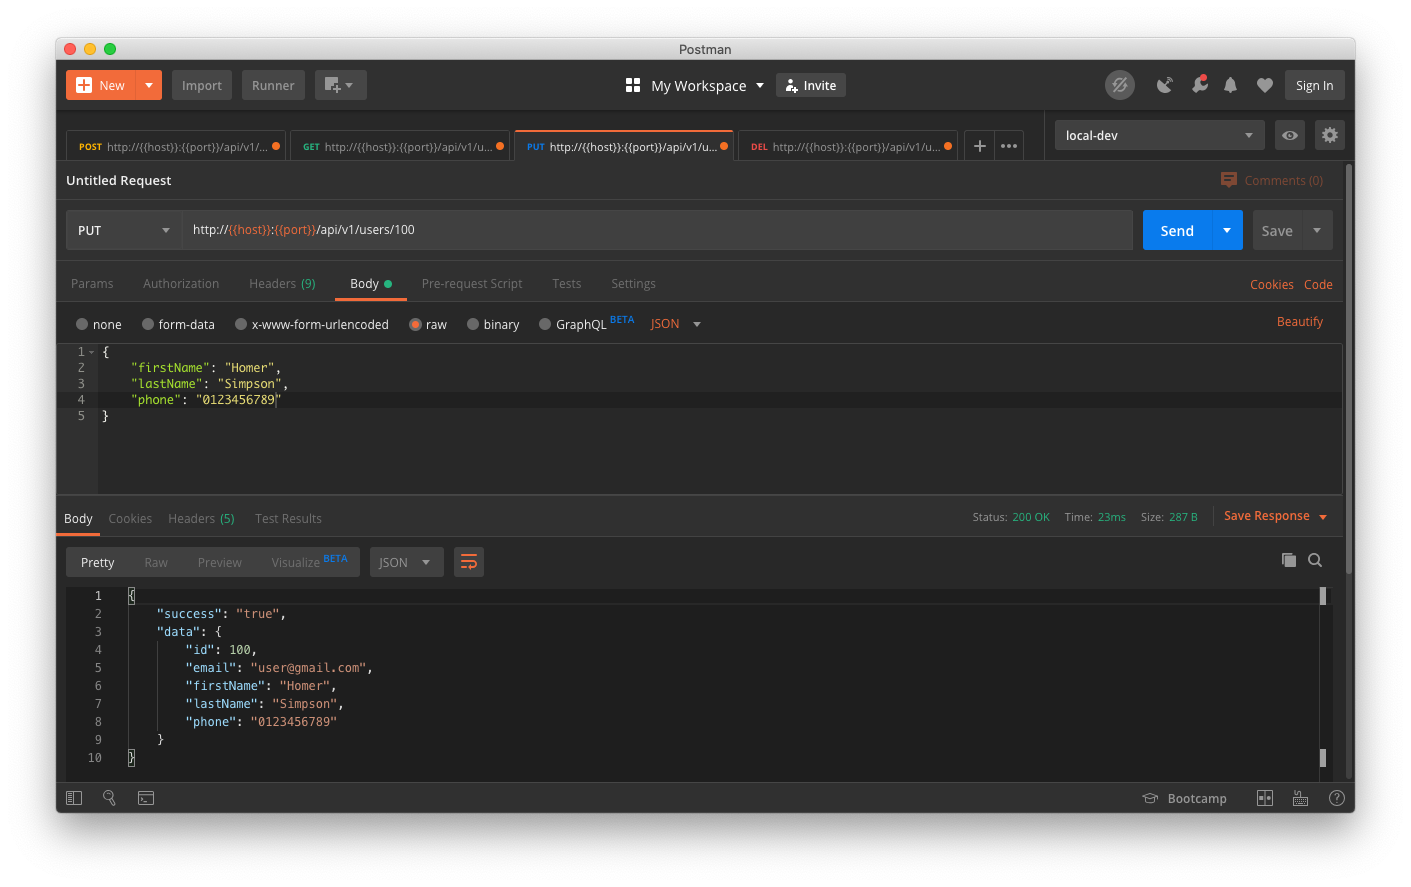 Postman
New Import Runner My Workspace Invite Sign In
POST http://{{host}}:{{port}}/api/v1/... GET http://{{host}}:{{port}}/api/v1/u... PUT http://{{host}}:{{port}}/api/v1/u... DEL http://{{host}}:{{port}}/api/v1/u... local-dev
Untitled Request Comments (0)
PUT http://{{host}}:{{port}}/api/v1/users/100 Send Save
Params Authorization Headers (9) Body Pre-request Script Tests Settings Cookies Code
none form-data x-www-form-urlencoded raw binary GraphQL BETA JSON Beautify
1 {
2 "firstName": "Homer",
3 "lastName": "Simpson",
4 "phone": "0123456789"
5 }
Body Cookies Headers (5) Test Results Status: 200 OK Time: 23ms Size: 287 B Save Response
Pretty Raw Preview Visualize BETA JSON
1 {
2 "success": "true",
3 "data": {
4 "id": 100,
5 "email": "user@gmail.com",
6 "firstName": "Homer",
7 "lastName": "Simpson",
8 "phone": "0123456789"
9 }
10 }
Bootcamp